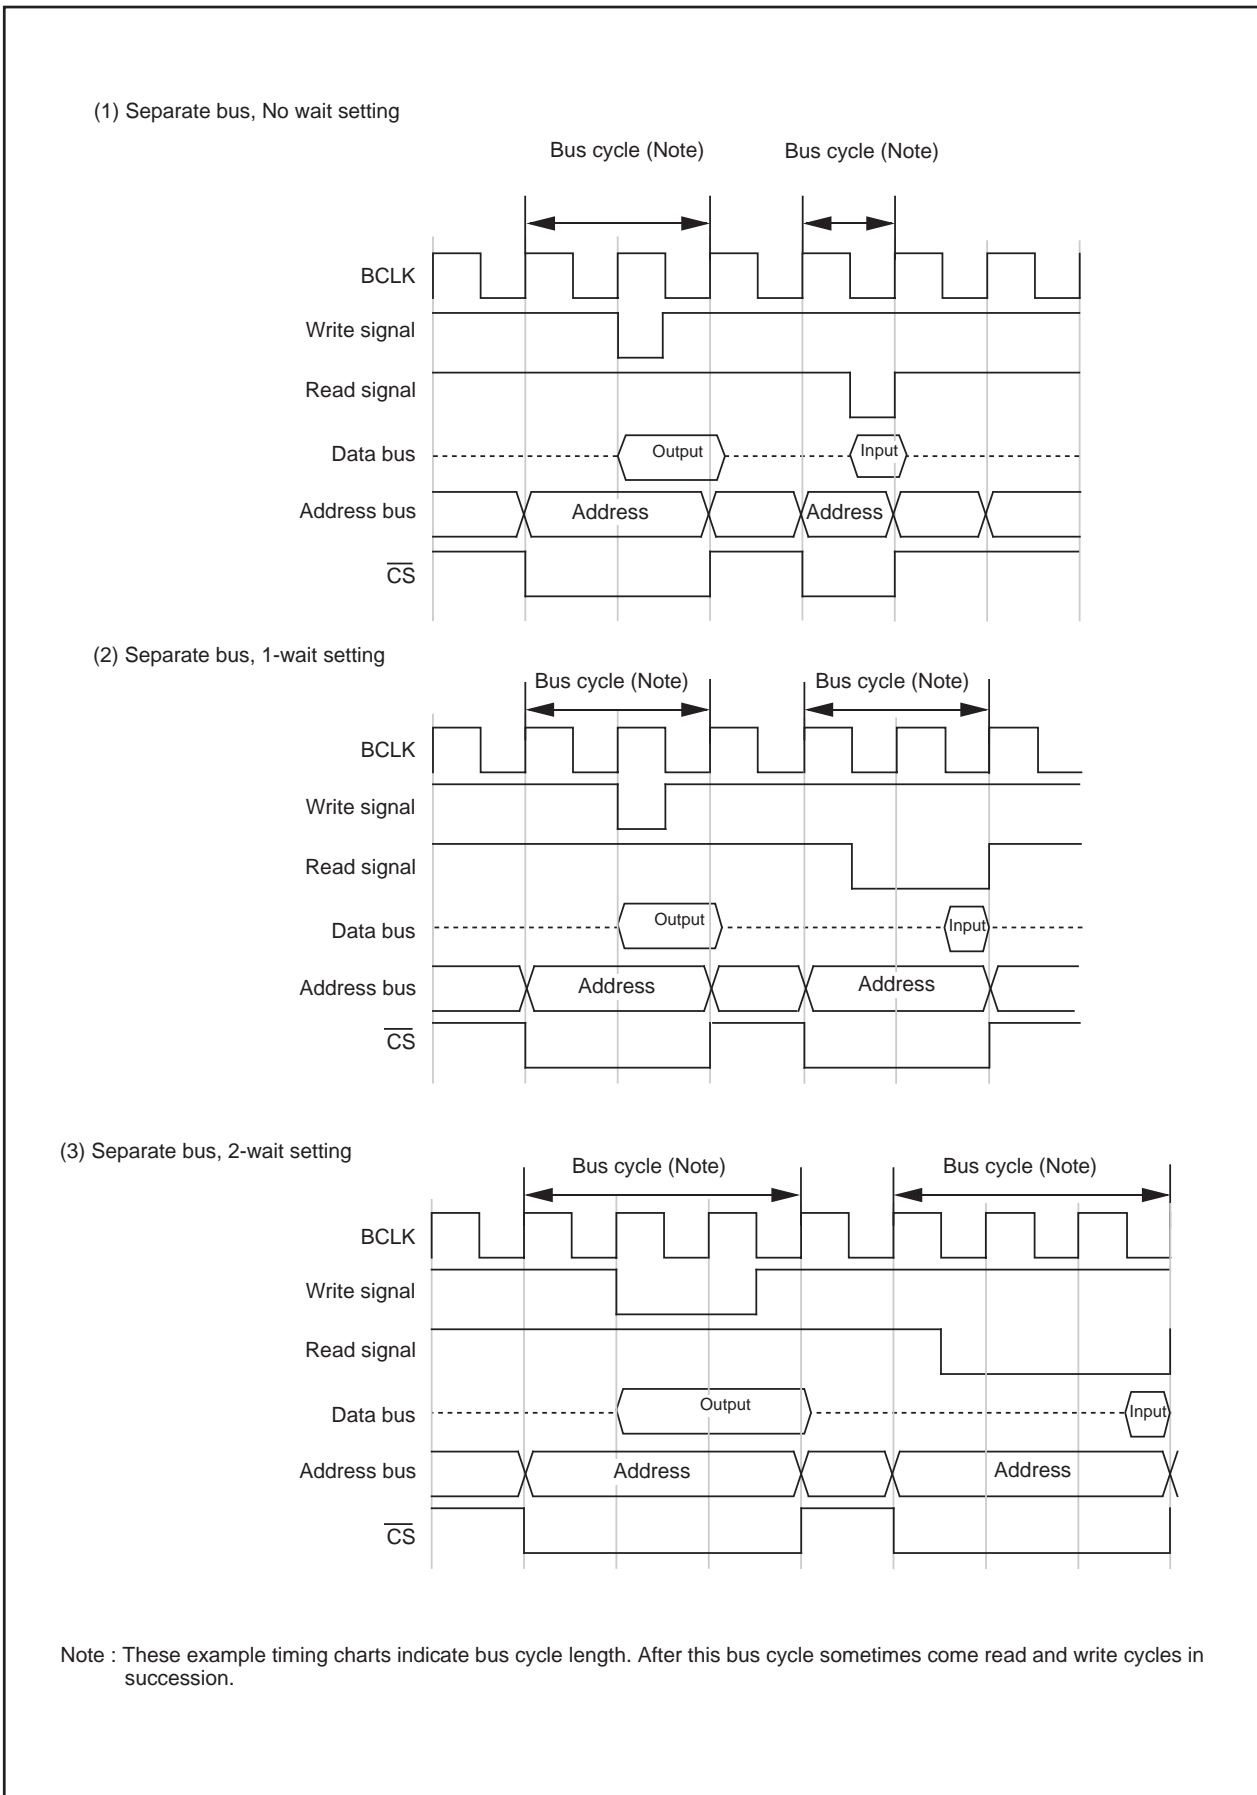 (1) Separate bus, No wait setting
Bus cycle (Note) Bus cycle (Note)
BCLK
Write signal
Read signal
Data bus Output Input
Address bus Address Address
CS
(2) Separate bus, 1-wait setting
Bus cycle (Note) Bus cycle (Note)
BCLK
Write signal
Read signal
Data bus Output Input
Address bus Address Address
CS
(3) Separate bus, 2-wait setting
Bus cycle (Note) Bus cycle (Note)
BCLK
Write signal
Read signal
Data bus Output Input
Address bus Address Address
CS
Note : These example timing charts indicate bus cycle length. After this bus cycle sometimes come read and write cycles in
succession.